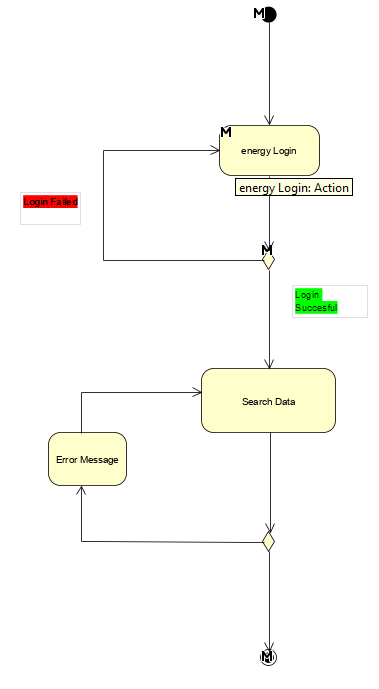 M
M
energy Login
energy Login: Action
Login Failed
M
Login
Succesful
Search Data
Error Message
M